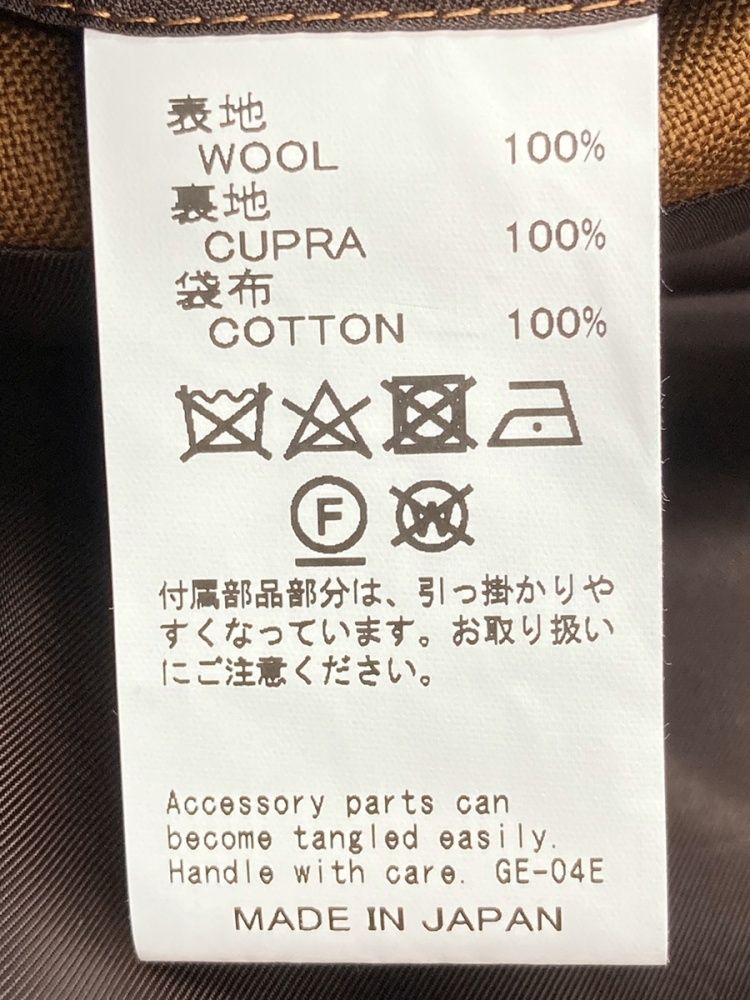 表地
WOOL 100%
裏地
CUPRA 100%
袋布
COTTON 100%
F W
付属部品部分は、引っ掛かりや
すくなっています。お取り扱い
にご注意ください。
Accessory parts can
become tangled easily.
Handle with care. GE-04E
MADE IN JAPAN